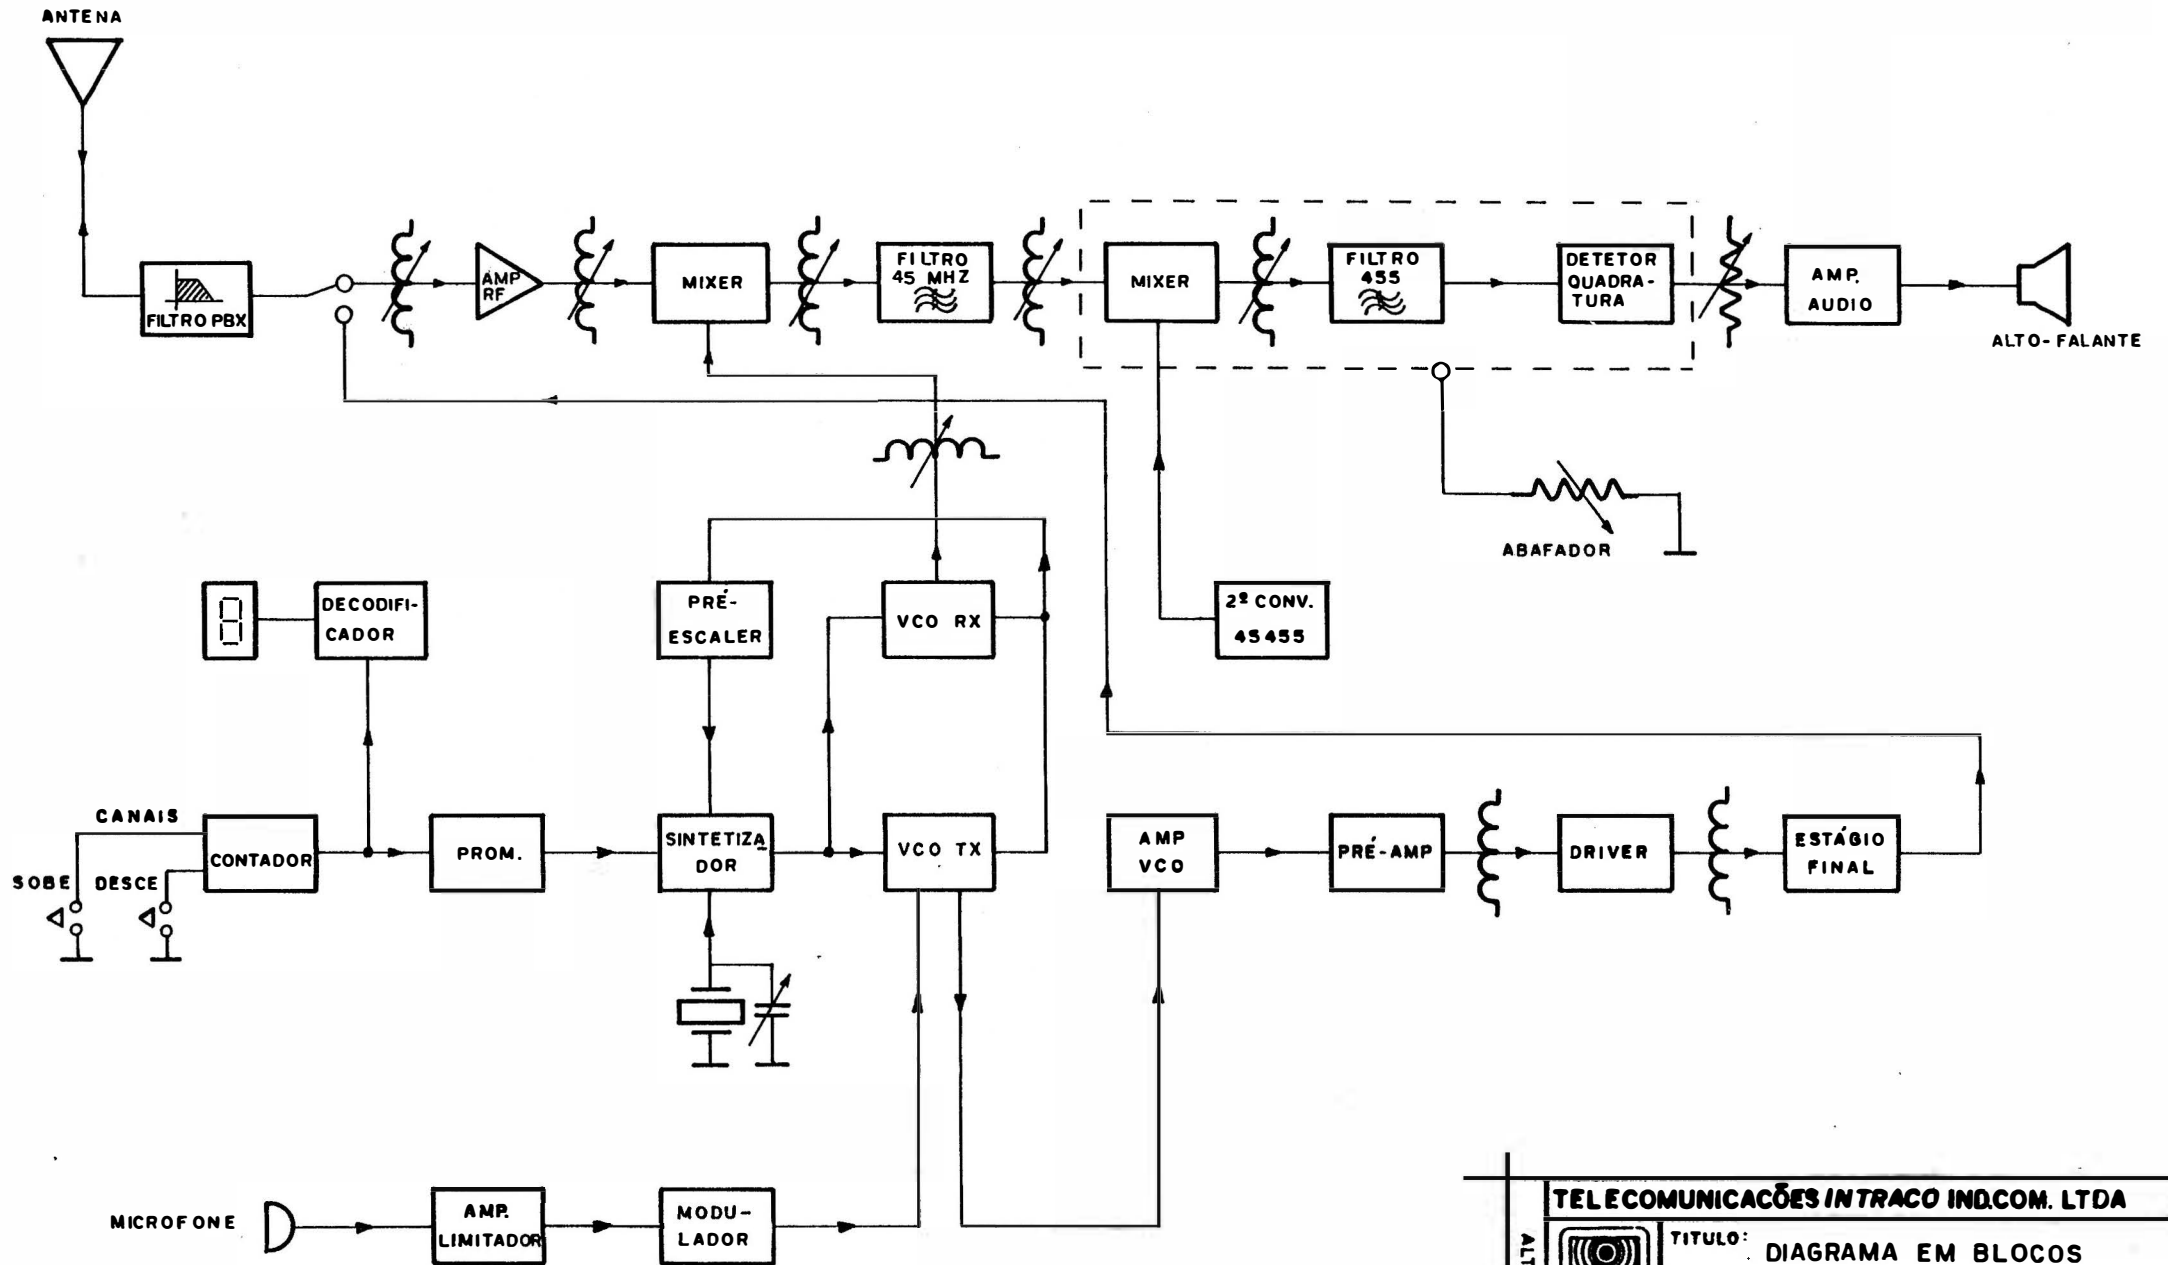 ANTENA
FILTRO PBX
AMP
RF
MIXER
FILTRO
45 MHZ
MIXER
FILTRO
455
DETETOR
QUADRA-
TURA
AMP.
AUDIO
ALTO-FALANTE
ABAFADOR
DECODIFI-
CADOR
PRÉ-
ESCALER
VCO RX
2º CONV.
45455
CANAIS
SOBE
DESCE
CONTADOR
PROM.
SINTETIZA
DOR
VCO TX
AMP
VCO
PRÉ-AMP
DRIVER
ESTÁGIO
FINAL
MICROFONE
AMP.
LIMITADOR
MODU-
LADOR
TELECOMUNICACÕES INTRACO IND.COM. LTDA
ALT
TITULO:
DIAGRAMA EM BLOCOS